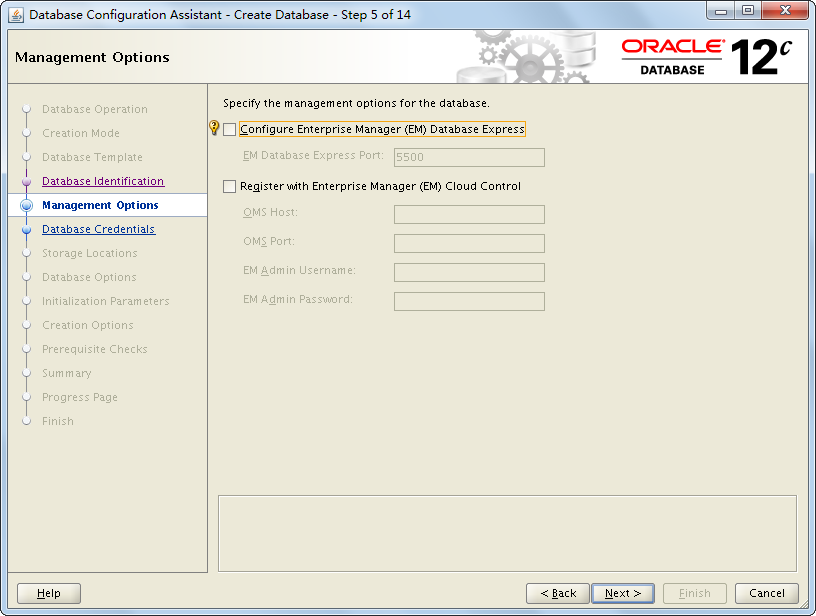 Database Configuration Assistant - Create Database - Step 5 of 14
Management Options
ORACLE
DATABASE
12c
Database Operation
Creation Mode
Database Template
Database Identification
Management Options
Database Credentials
Storage Locations
Database Options
Initialization Parameters
Creation Options
Prerequisite Checks
Summary
Progress Page
Finish
Specify the management options for the database.
Configure Enterprise Manager (EM) Database Express
EM Database Express Port: 5500
Register with Enterprise Manager (EM) Cloud Control
OMS Host:
OMS Port:
EM Admin Username:
EM Admin Password:
Help
< Back
Next >
Finish
Cancel